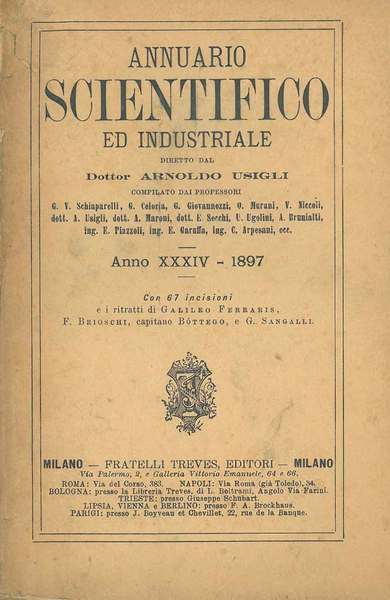 ANNUARIO
SCIENTIFICO
ED INDUSTRIALE
DIRETTO DAL
Dottor ARNOLDO USIGLI
COMPILATO DAI PROFESSORI
G. V. Schiaparelli, G. Celoria, G. Giovannozzi, O. Murani, V. Niccoli,
dott. A. Usigli, dott. A. Maroni, dott. E. Secchi, U. Ugolini, A. Brunialti,
ing. E. Piazzoli, ing. E. Garuffa, ing. C. Arpesani, ecc.
Anno XXXIV - 1897
Con 67 incisioni
e i ritratti di GALILEO FERRARIS,
F. BRIOSCHI, capitano BÓTTEGO, e G. SANGALLI.
MILANO — FRATELLI TREVES, EDITORI — MILANO
Via Palermo, 2, e Galleria Vittorio Emanuele, 64 e 66.
ROMA: Via del Corso, 383. NAPOLI: Via Roma (già Toledo), 34.
BOLOGNA: presso la Libreria Treves, di L. Beltrami, Angolo Via Farini.
TRIESTE: presso Giuseppe Schubart.
LIPSIA, VIENNA e BERLINO: presso F. A. Brockhaus.
PARIGI: presso J. Boyveau et Chevillet, 22, rue de la Banque.